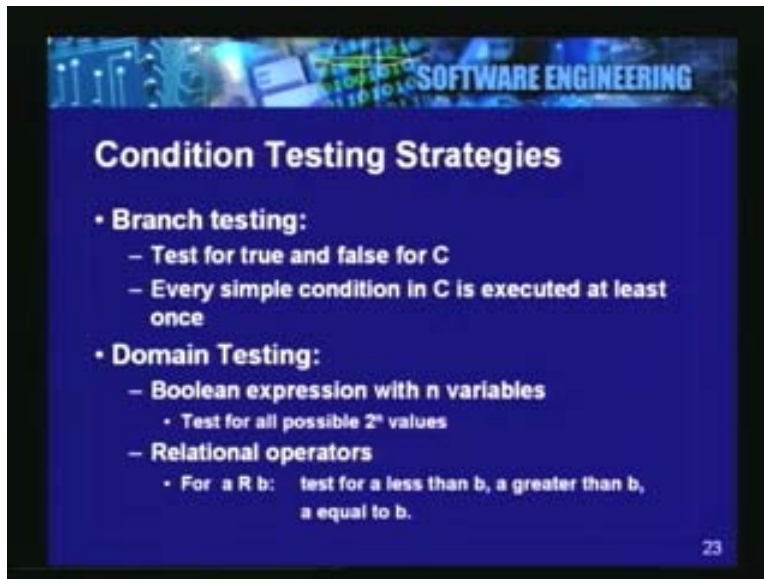 SOFTWARE ENGINEERING
Condition Testing Strategies
• Branch testing:
– Test for true and false for C
– Every simple condition in C is executed at least
once
• Domain Testing:
– Boolean expression with n variables
• Test for all possible 2ⁿ values
– Relational operators
• For a R b: test for a less than b, a greater than b,
a equal to b.
23